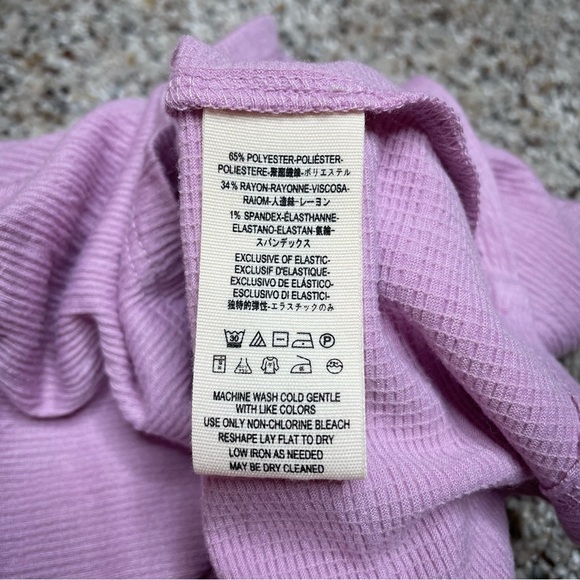 65% POLYESTER-POLIÉSTER-
POLIESTERE-聚酯纖維-ポリエステル
34% RAYON-RAYONNE-VISCOSA-
RAIOM-人造絲-レーヨン
1% SPANDEX-ÉLASTHANNE-
ELASTANO-ELASTAN-氨綸-
スパンデックス
EXCLUSIVE OF ELASTIC-
EXCLUSIF D'ELASTIQUE-
EXCLUSIVO DE ELÁSTICO-
ESCLUSIVO DI ELASTICI-
独特的弹性-エラスチックのみ
30 P
MACHINE WASH COLD GENTLE
WITH LIKE COLORS
USE ONLY NON-CHLORINE BLEACH
RESHAPE LAY FLAT TO DRY
LOW IRON AS NEEDED
MAY BE DRY CLEANED